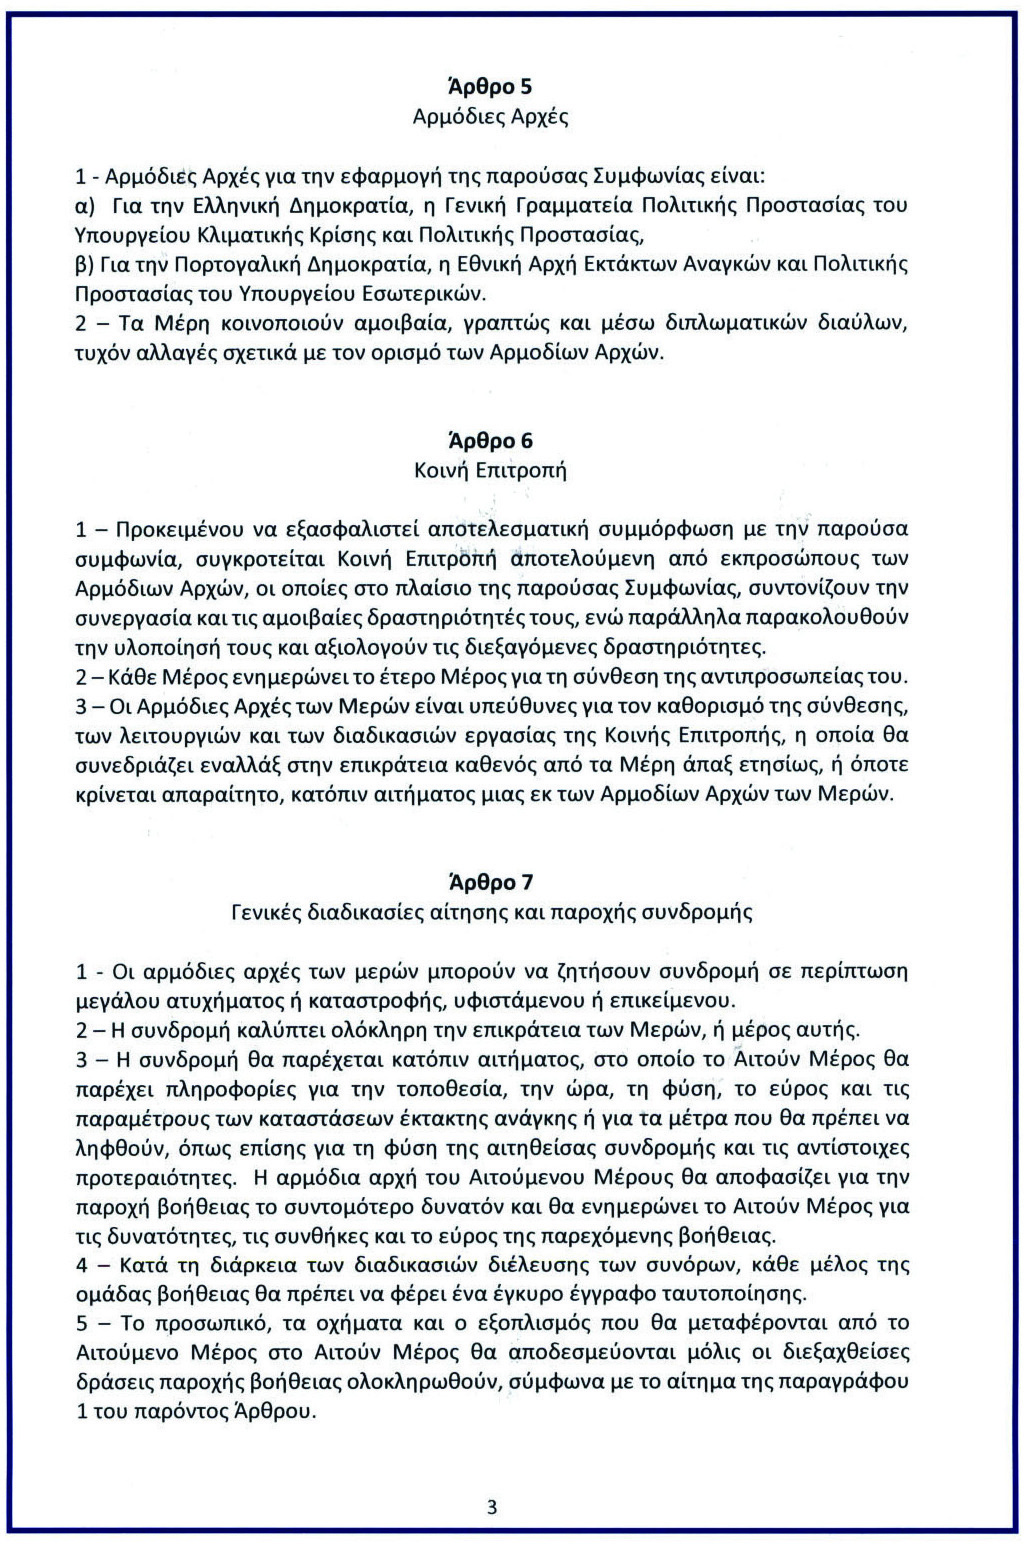 Άρθρο 5
Αρμόδιες Αρχές
1 - Αρμόδιες Αρχές για την εφαρμογή της παρούσας Συμφωνίας είναι:
α) Για την Ελληνική Δημοκρατία, η Γενική Γραμματεία Πολιτικής Προστασίας του
Υπουργείου Κλιματικής Κρίσης και Πολιτικής Προστασίας,
β) Για την Πορτογαλική Δημοκρατία, η Εθνική Αρχή Εκτάκτων Αναγκών και Πολιτικής
Προστασίας του Υπουργείου Εσωτερικών.
2 – Τα Μέρη κοινοποιούν αμοιβαία, γραπτώς και μέσω διπλωματικών διαύλων,
τυχόν αλλαγές σχετικά με τον ορισμό των Αρμοδίων Αρχών.
Άρθρο 6
Κοινή Επιτροπή
1 – Προκειμένου να εξασφαλιστεί αποτελεσματική συμμόρφωση με την παρούσα
συμφωνία, συγκροτείται Κοινή Επιτροπή αποτελούμενη από εκπροσώπους των
Αρμόδιων Αρχών, οι οποίες στο πλαίσιο της παρούσας Συμφωνίας, συντονίζουν την
συνεργασία και τις αμοιβαίες δραστηριότητές τους, ενώ παράλληλα παρακολουθούν
την υλοποίησή τους και αξιολογούν τις διεξαγόμενες δραστηριότητες.
2 – Κάθε Μέρος ενημερώνει το έτερο Μέρος για τη σύνθεση της αντιπροσωπείας του.
3 – Οι Αρμόδιες Αρχές των Μερών είναι υπεύθυνες για τον καθορισμό της σύνθεσης,
των λειτουργιών και των διαδικασιών εργασίας της Κοινής Επιτροπής, η οποία θα
συνεδριάζει εναλλάξ στην επικράτεια καθενός από τα Μέρη άπαξ ετησίως, ή όποτε
κρίνεται απαραίτητο, κατόπιν αιτήματος μιας εκ των Αρμοδίων Αρχών των Μερών.
Άρθρο 7
Γενικές διαδικασίες αίτησης και παροχής συνδρομής
1 - Οι αρμόδιες αρχές των μερών μπορούν να ζητήσουν συνδρομή σε περίπτωση
μεγάλου ατυχήματος ή καταστροφής, υφιστάμενου ή επικείμενου.
2 – Η συνδρομή καλύπτει ολόκληρη την επικράτεια των Μερών, ή μέρος αυτής.
3 – Η συνδρομή θα παρέχεται κατόπιν αιτήματος, στο οποίο το Αιτούν Μέρος θα
παρέχει πληροφορίες για την τοποθεσία, την ώρα, τη φύση, το εύρος και τις
παραμέτρους των καταστάσεων έκτακτης ανάγκης ή για τα μέτρα που θα πρέπει να
ληφθούν, όπως επίσης για τη φύση της αιτηθείσας συνδρομής και τις αντίστοιχες
προτεραιότητες. Η αρμόδια αρχή του Αιτούμενου Μέρους θα αποφασίζει για την
παροχή βοήθειας το συντομότερο δυνατόν και θα ενημερώνει το Αιτούν Μέρος για
τις δυνατότητες, τις συνθήκες και το εύρος της παρεχόμενης βοήθειας.
4 – Κατά τη διάρκεια των διαδικασιών διέλευσης των συνόρων, κάθε μέλος της
ομάδας βοήθειας θα πρέπει να φέρει ένα έγκυρο έγγραφο ταυτοποίησης.
5 – Το προσωπικό, τα οχήματα και ο εξοπλισμός που θα μεταφέρονται από το
Αιτούμενο Μέρος στο Αιτούν Μέρος θα αποδεσμεύονται μόλις οι διεξαχθείσες
δράσεις παροχής βοήθειας ολοκληρωθούν, σύμφωνα με το αίτημα της παραγράφου
1 του παρόντος Άρθρου.
3